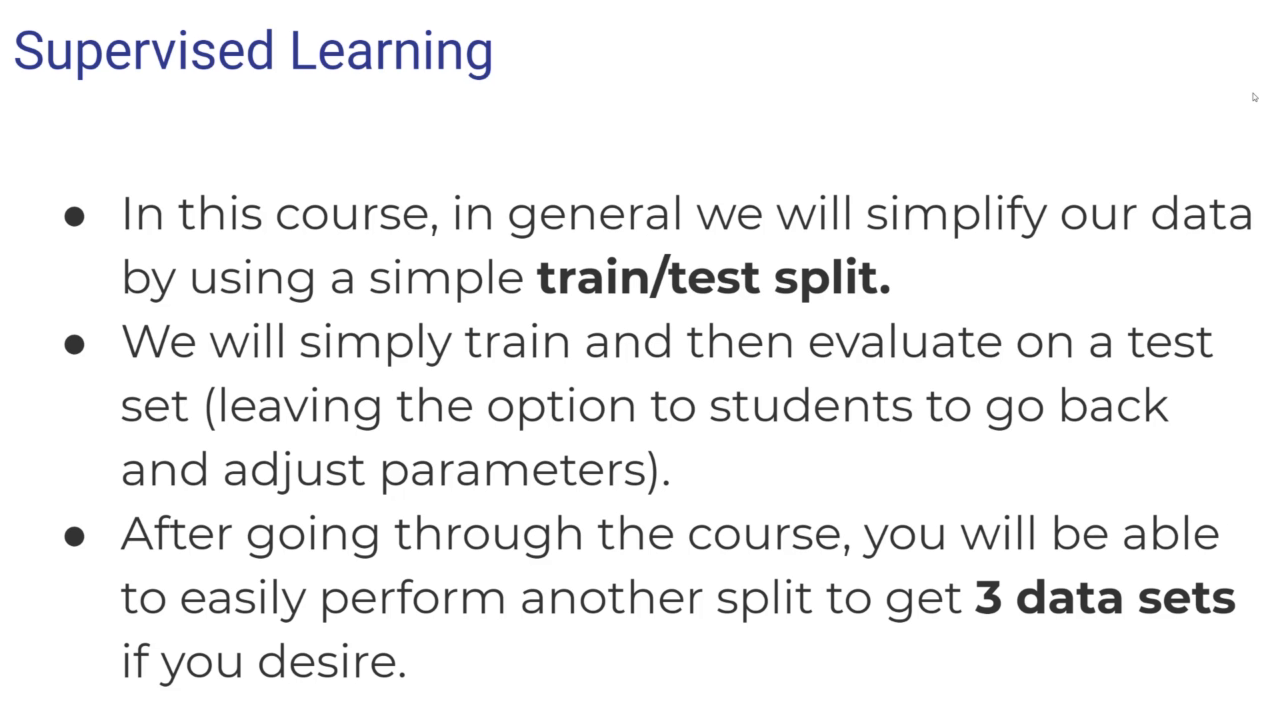 Supervised Learning
● In this course, in general we will simplify our data
by using a simple train/test split.
● We will simply train and then evaluate on a test
set (leaving the option to students to go back
and adjust parameters).
● After going through the course, you will be able
to easily perform another split to get 3 data sets
if you desire.